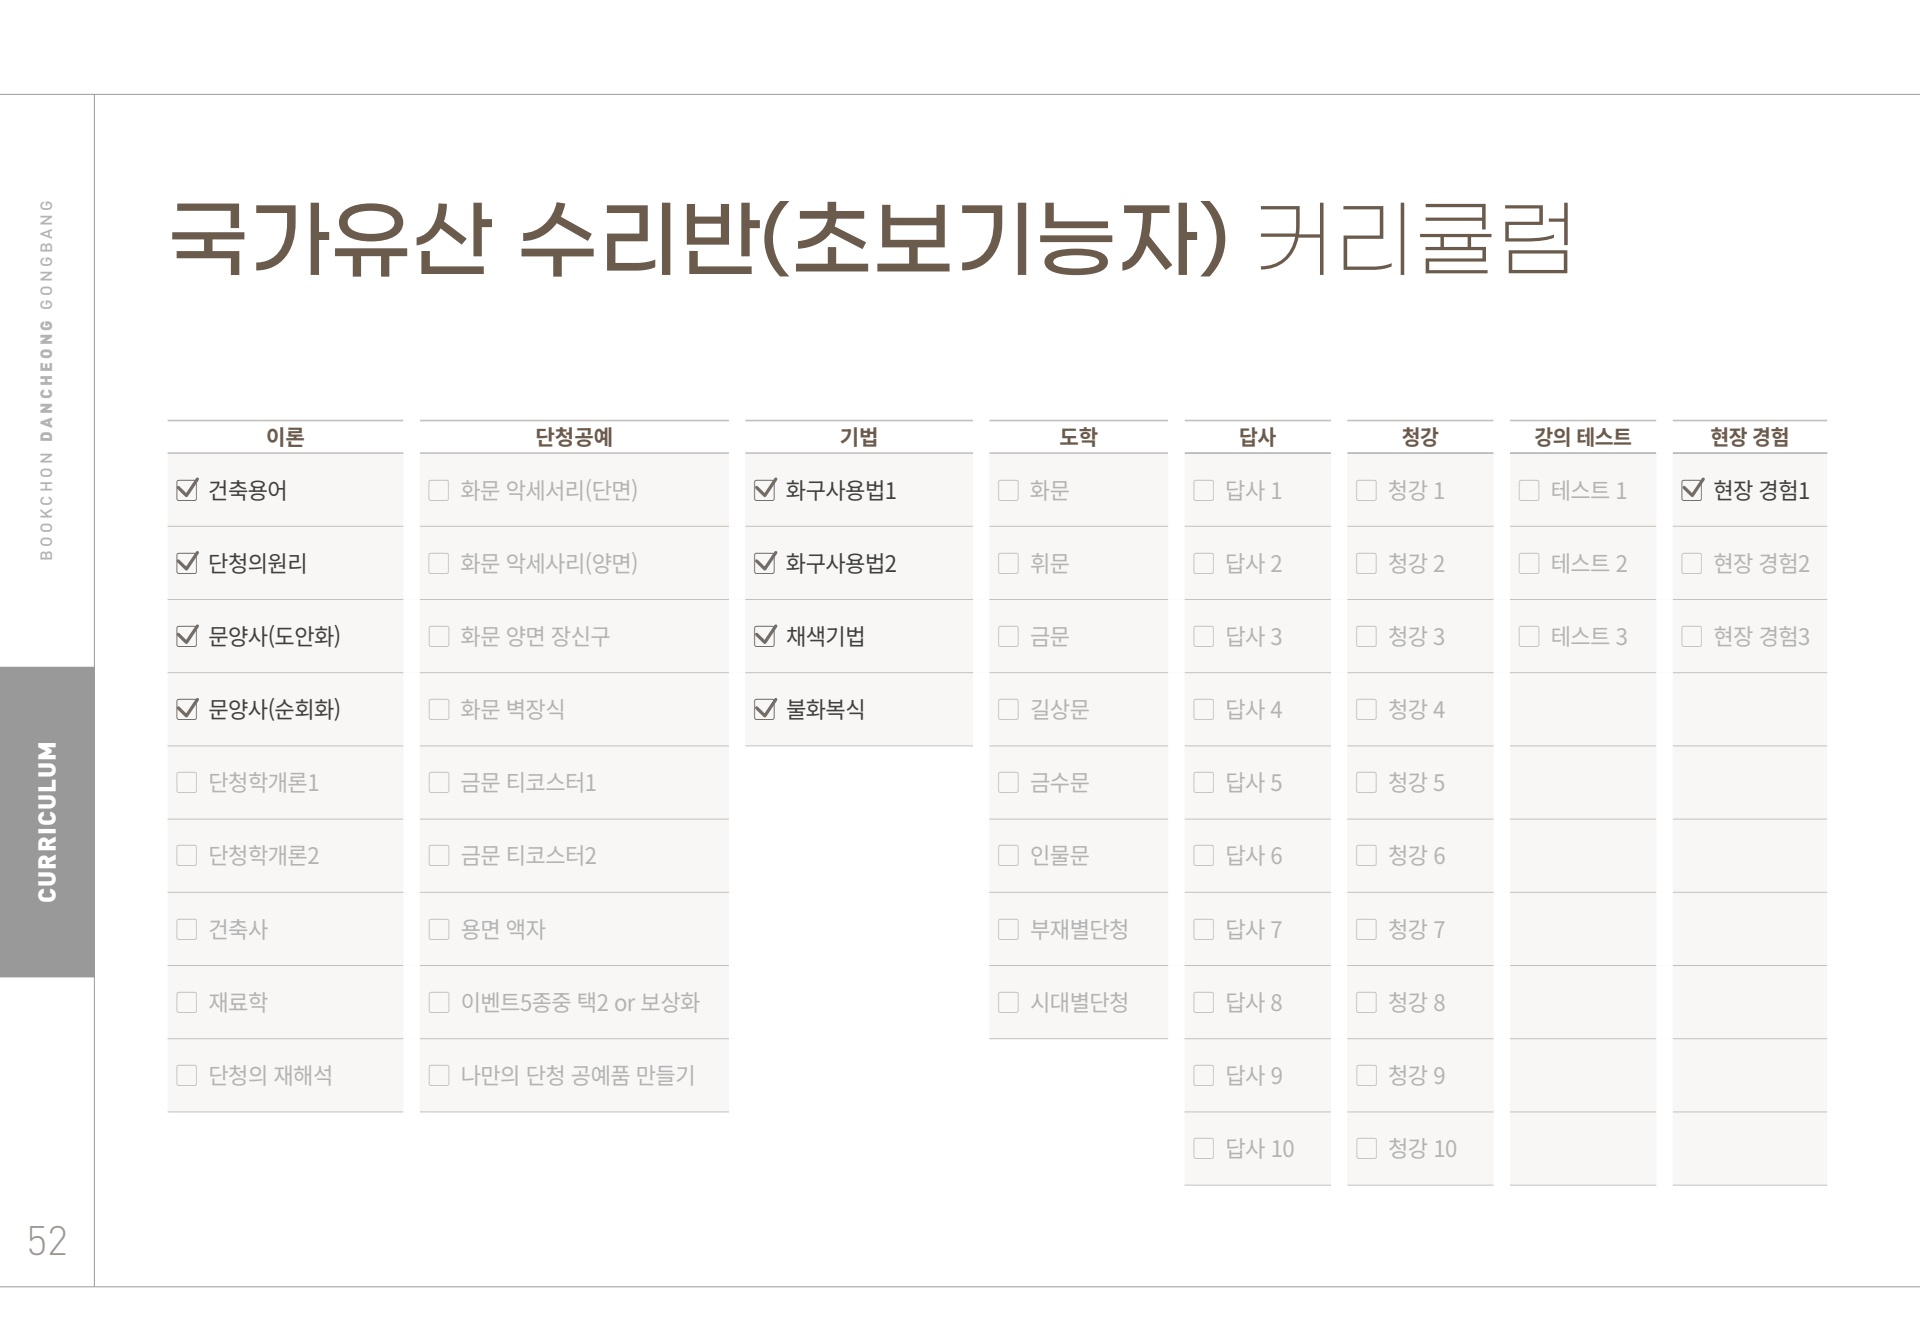 BOOKCHON DANCHEONG GONGBANG
CURRICULUM
52
국가유산 수리반(초보기능자) 커리큘럼
이론
건축용어
단청의원리
문양사(도안화)
문양사(순회화)
단청학개론1
단청학개론2
건축사
재료학
단청의 재해석
단청공예
화문 악세서리(단면)
화문 악세사리(양면)
화문 양면 장신구
화문 벽장식
금문 티코스터1
금문 티코스터2
용면 액자
이벤트5종중 택2 or 보상화
나만의 단청 공예품 만들기
기법
화구사용법1
화구사용법2
채색기법
불화복식
도학
화문
휘문
금문
길상문
금수문
인물문
부재별단청
시대별단청
답사
답사 1
답사 2
답사 3
답사 4
답사 5
답사 6
답사 7
답사 8
답사 9
답사 10
청강
청강 1
청강 2
청강 3
청강 4
청강 5
청강 6
청강 7
청강 8
청강 9
청강 10
강의 테스트
테스트 1
테스트 2
테스트 3
현장 경험
현장 경험1
현장 경험2
현장 경험3